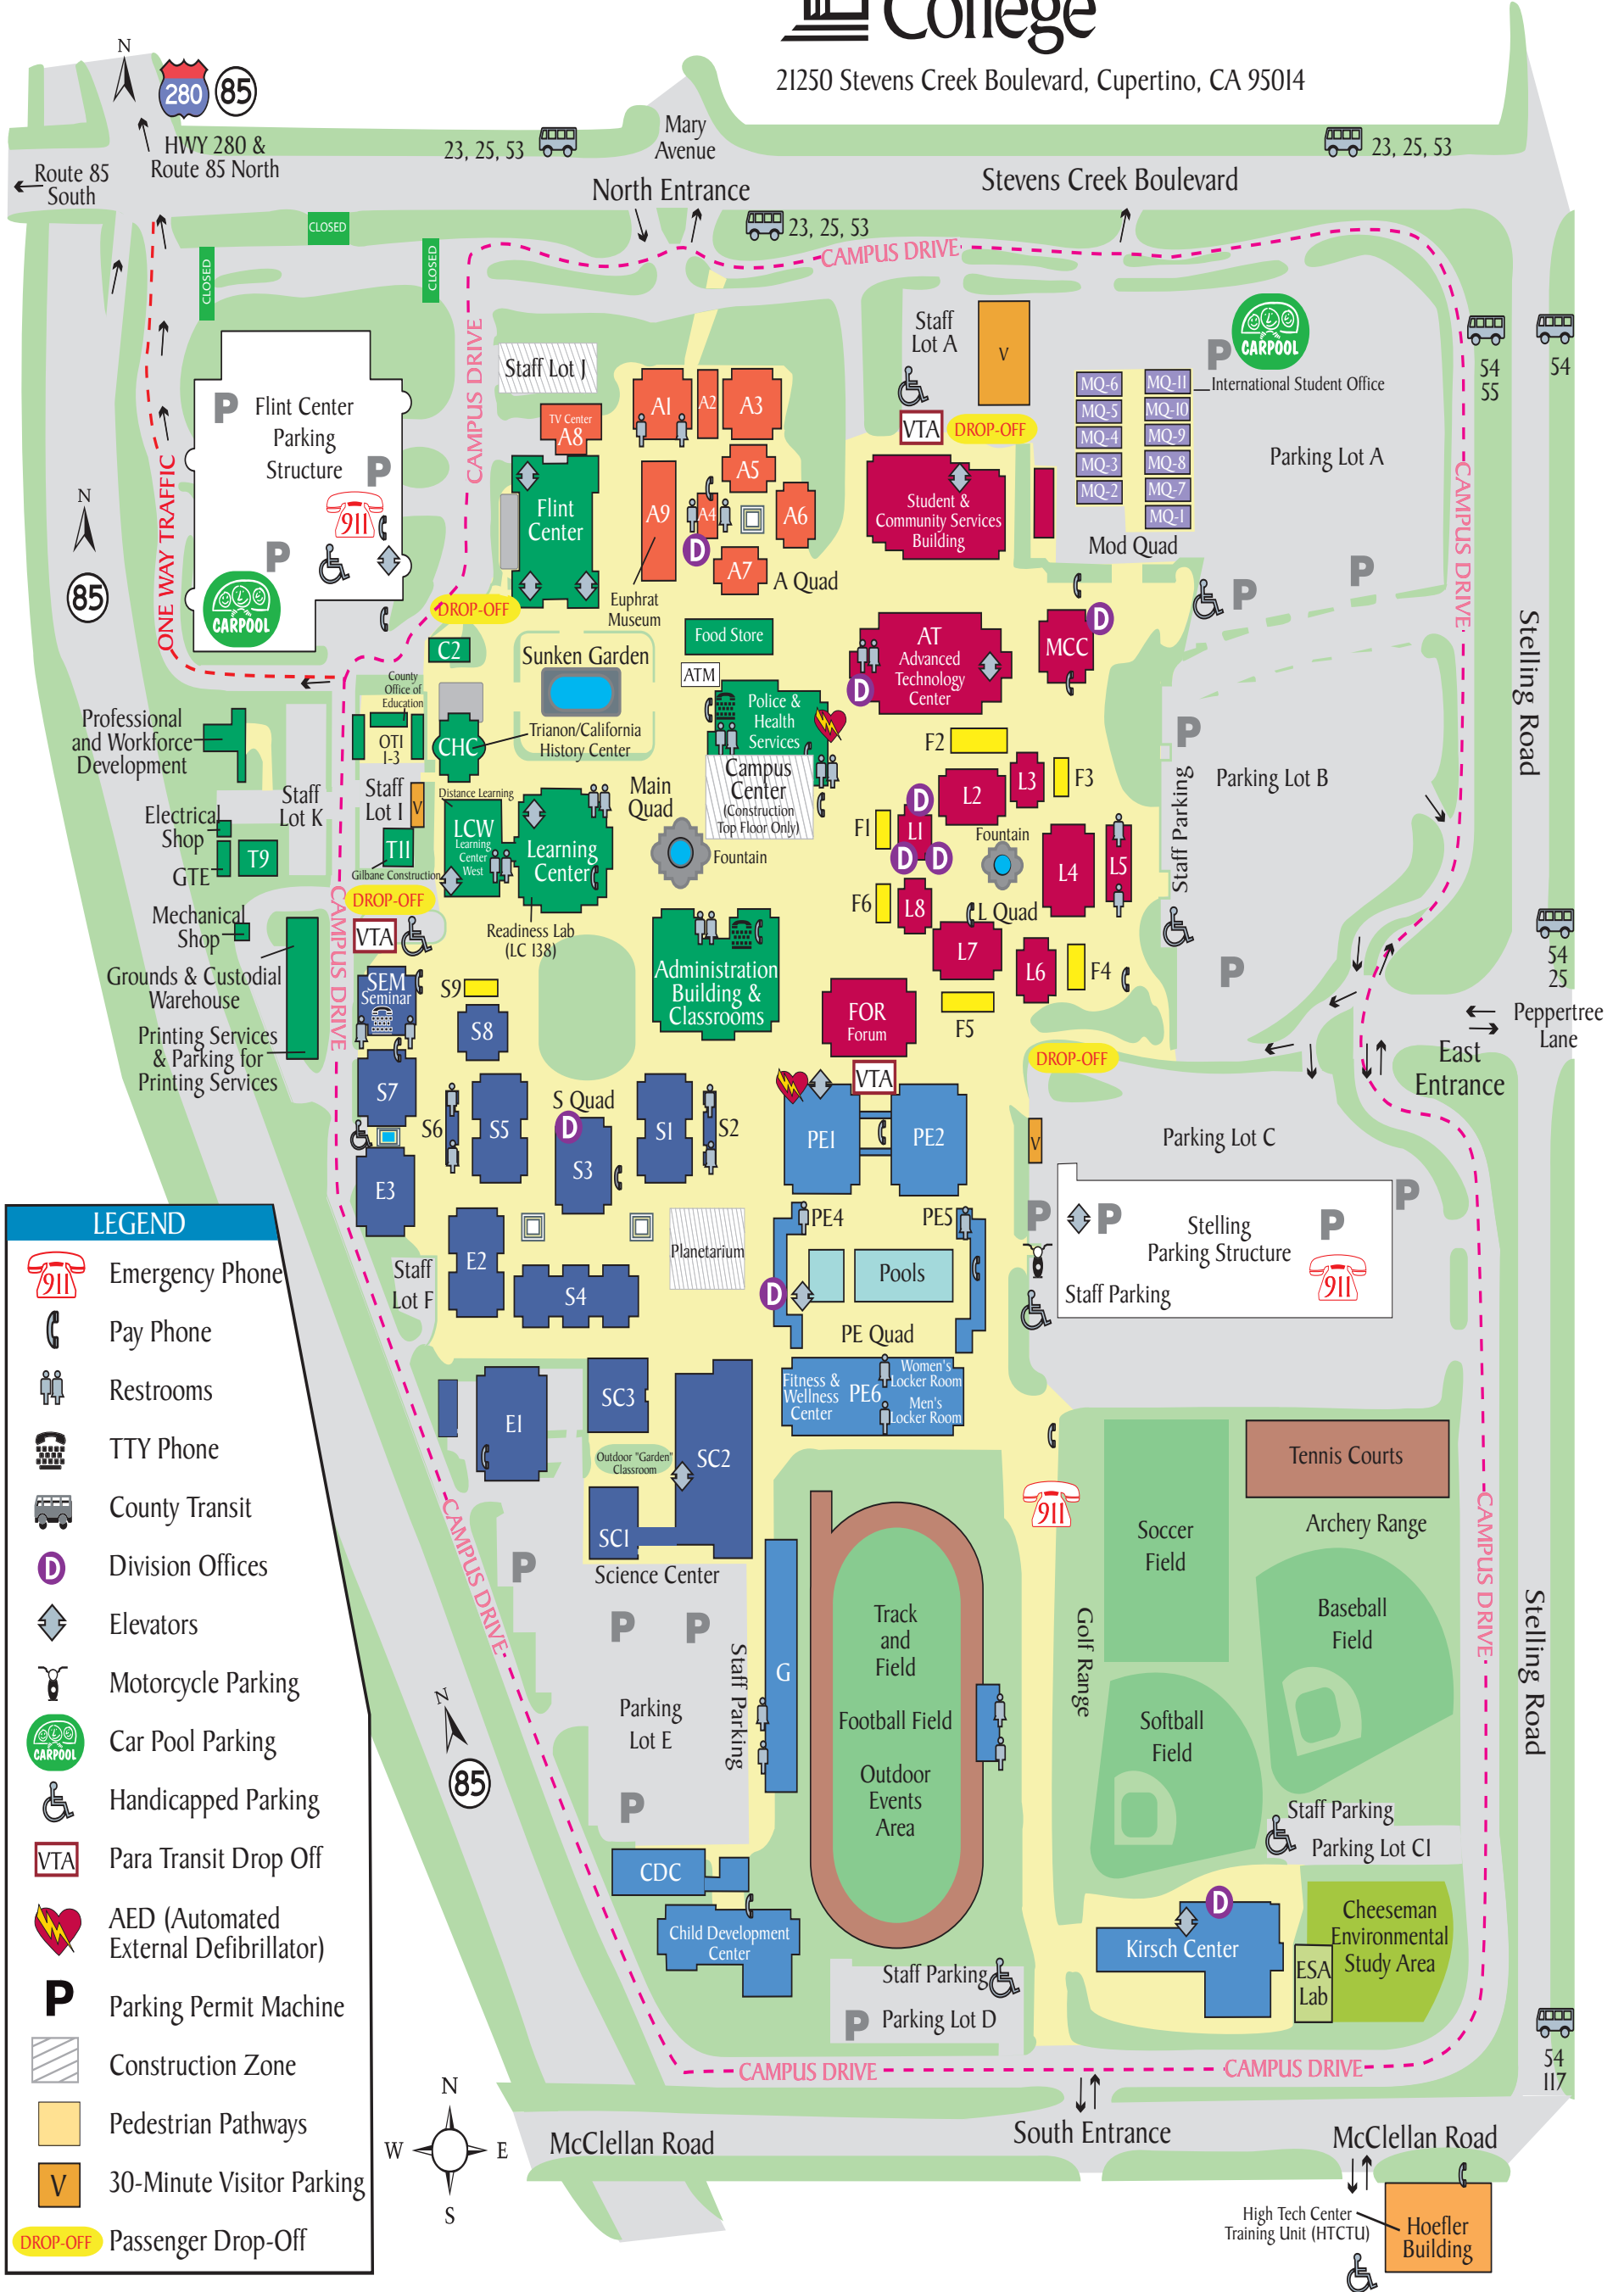 College
21250 Stevens Creek Boulevard, Cupertino, CA 95014
N
280
85
HWY 280 &
Route 85 North
Route 85
South
23, 25, 53
Mary
Avenue
North Entrance
Stevens Creek Boulevard
23, 25, 53
23, 25, 53
CLOSED
CLOSED
CLOSED
CAMPUS DRIVE
CAMPUS DRIVE
Staff Lot J
Staff
Lot A
V
P
CARPOOL
54
55
54
MQ-6
MQ-5
MQ-4
MQ-3
MQ-2
MQ-11
MQ-10
MQ-9
MQ-8
MQ-7
MQ-1
International Student Office
Mod Quad
Parking Lot A
P
Flint Center
Parking
Structure
P
911
P
CARPOOL
ONE WAY TRAFFIC
N
85
TV Center
A8
A1
A2
A3
A5
A9
A4
A6
D
A7
A Quad
Euphrat
Museum
Flint
Center
VTA
DROP-OFF
Student &
Community Services
Building
CAMPUS DRIVE
Stelling Road
P
P
DROP-OFF
C2
Sunken Garden
Food Store
ATM
Police &
Health
Services
Campus
Center
(Construction
Top Floor Only)
AT
Advanced
Technology
Center
D
MCC
D
County
Office of
Education
OTI
1-3
CHC
Trianon/California
History Center
Professional
and Workforce
Development
Staff
Lot K
Staff
Lot I
V
Electrical
Shop
GTE
T9
T11
Gilbane Construction
Distance Learning
LCW
Learning
Center
West
Learning
Center
Readiness Lab
(LC 138)
Main
Quad
Fountain
F2
F3
L3
L2
D
F1
L1
D
D
Fountain
L4
L5
F6
L8
L Quad
L7
L6
F4
F5
P
Parking Lot B
Staff Parking
P
54
25
Peppertree
Lane
East
Entrance
DROP-OFF
VTA
CAMPUS DRIVE
Mechanical
Shop
Grounds & Custodial
Warehouse
Printing Services
& Parking for
Printing Services
SEM
Seminar
S9
S8
S7
Administration
Building &
Classrooms
FOR
Forum
VTA
DROP-OFF
S6
S5
S Quad
D
S3
S1
S2
E3
E2
S4
Planetarium
Staff
Lot F
PE1
PE2
PE4
PE5
Pools
D
PE Quad
Fitness &
Wellness
Center
PE6
Women's
Locker Room
Men's
Locker Room
V
Parking Lot C
P
P
P
P
Stelling
Parking Structure
911
Staff Parking
E1
SC3
SC2
Outdoor "Garden"
Classroom
SC1
Science Center
911
Tennis Courts
Archery Range
Soccer
Field
Baseball
Field
Golf Range
Softball
Field
CAMPUS DRIVE
Stelling Road
CAMPUS DRIVE
P
P
P
Staff Parking
Parking
Lot E
P
G
Track
and
Field
Football Field
Outdoor
Events
Area
N
85
CDC
Child Development
Center
Staff Parking
P
Parking Lot D
Staff Parking
Parking Lot C1
D
Kirsch Center
ESA
Lab
Cheeseman
Environmental
Study Area
54
117
CAMPUS DRIVE
CAMPUS DRIVE
South Entrance
McClellan Road
McClellan Road
High Tech Center
Training Unit (HTCTU)
Hoefler
Building
N
W
E
S
LEGEND
911
Emergency Phone
Pay Phone
Restrooms
TTY Phone
County Transit
D
Division Offices
Elevators
Motorcycle Parking
CARPOOL
Car Pool Parking
Handicapped Parking
VTA
Para Transit Drop Off
AED (Automated
External Defibrillator)
P
Parking Permit Machine
Construction Zone
Pedestrian Pathways
V
30-Minute Visitor Parking
DROP-OFF
Passenger Drop-Off